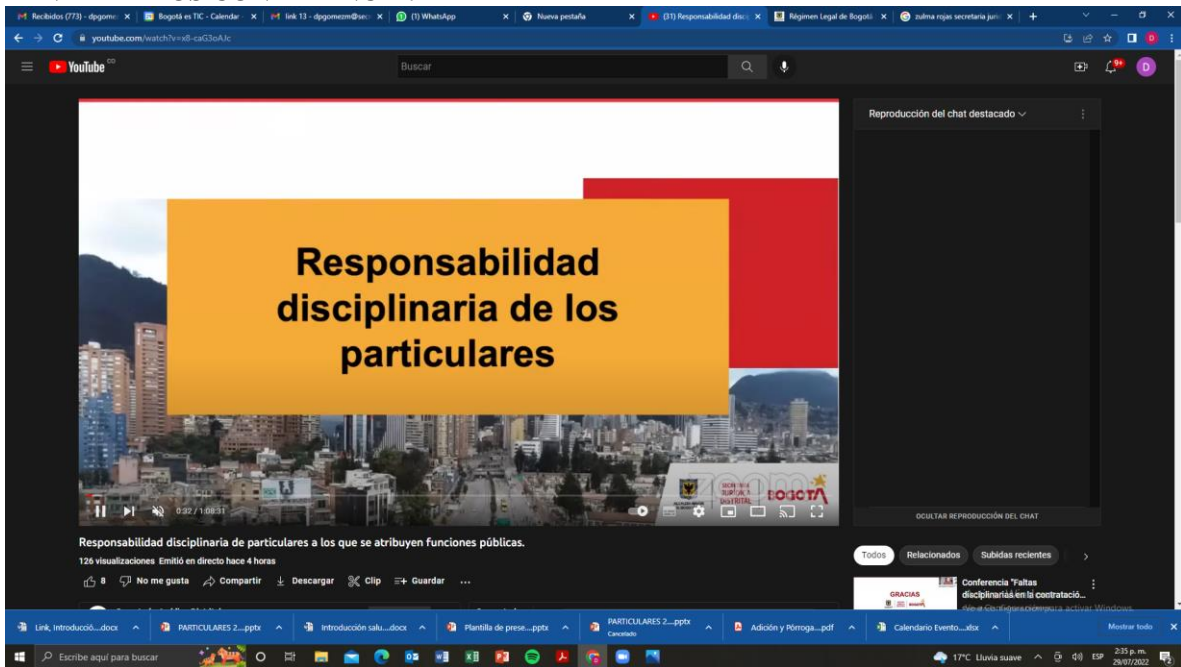 Recibidos (773) - dpgome
Bogotá es TIC - Calendar -
link 13 - dpgomezm@sec
(1) WhatsApp
Nueva pestaña
(31) Responsabilidad disc
Régimen Legal de Bogotá
zulma rojas secretaria juri
youtube.com/watch?v=x8-caG3oAJc
YouTube CO
Buscar
9+
D
Reproducción del chat destacado
Responsabilidad
disciplinaria de los
particulares
zoom
BOGOTÁ
0:32 / 1:08:31
OCULTAR REPRODUCCIÓN DEL CHAT
Responsabilidad disciplinaria de particulares a los que se atribuyen funciones públicas.
126 visualizaciones Emitió en directo hace 4 horas
8 No me gusta Compartir Descargar Clip Guardar ...
Todos Relacionados Subidas recientes
GRACIAS
Conferencia "Faltas
disciplinarias en la contratació...
Link, Introducció....docx
PARTICULARES 2....pptx
Introducción salu....docx
Plantilla de prese....pptx
PARTICULARES 2....pptx
Cancelado
Adición y Pórroga....pdf
Calendario Evento....xlsx
Mostrar todo
Escribe aquí para buscar
17°C Lluvia suave
ESP
2:35 p. m.
29/07/2022